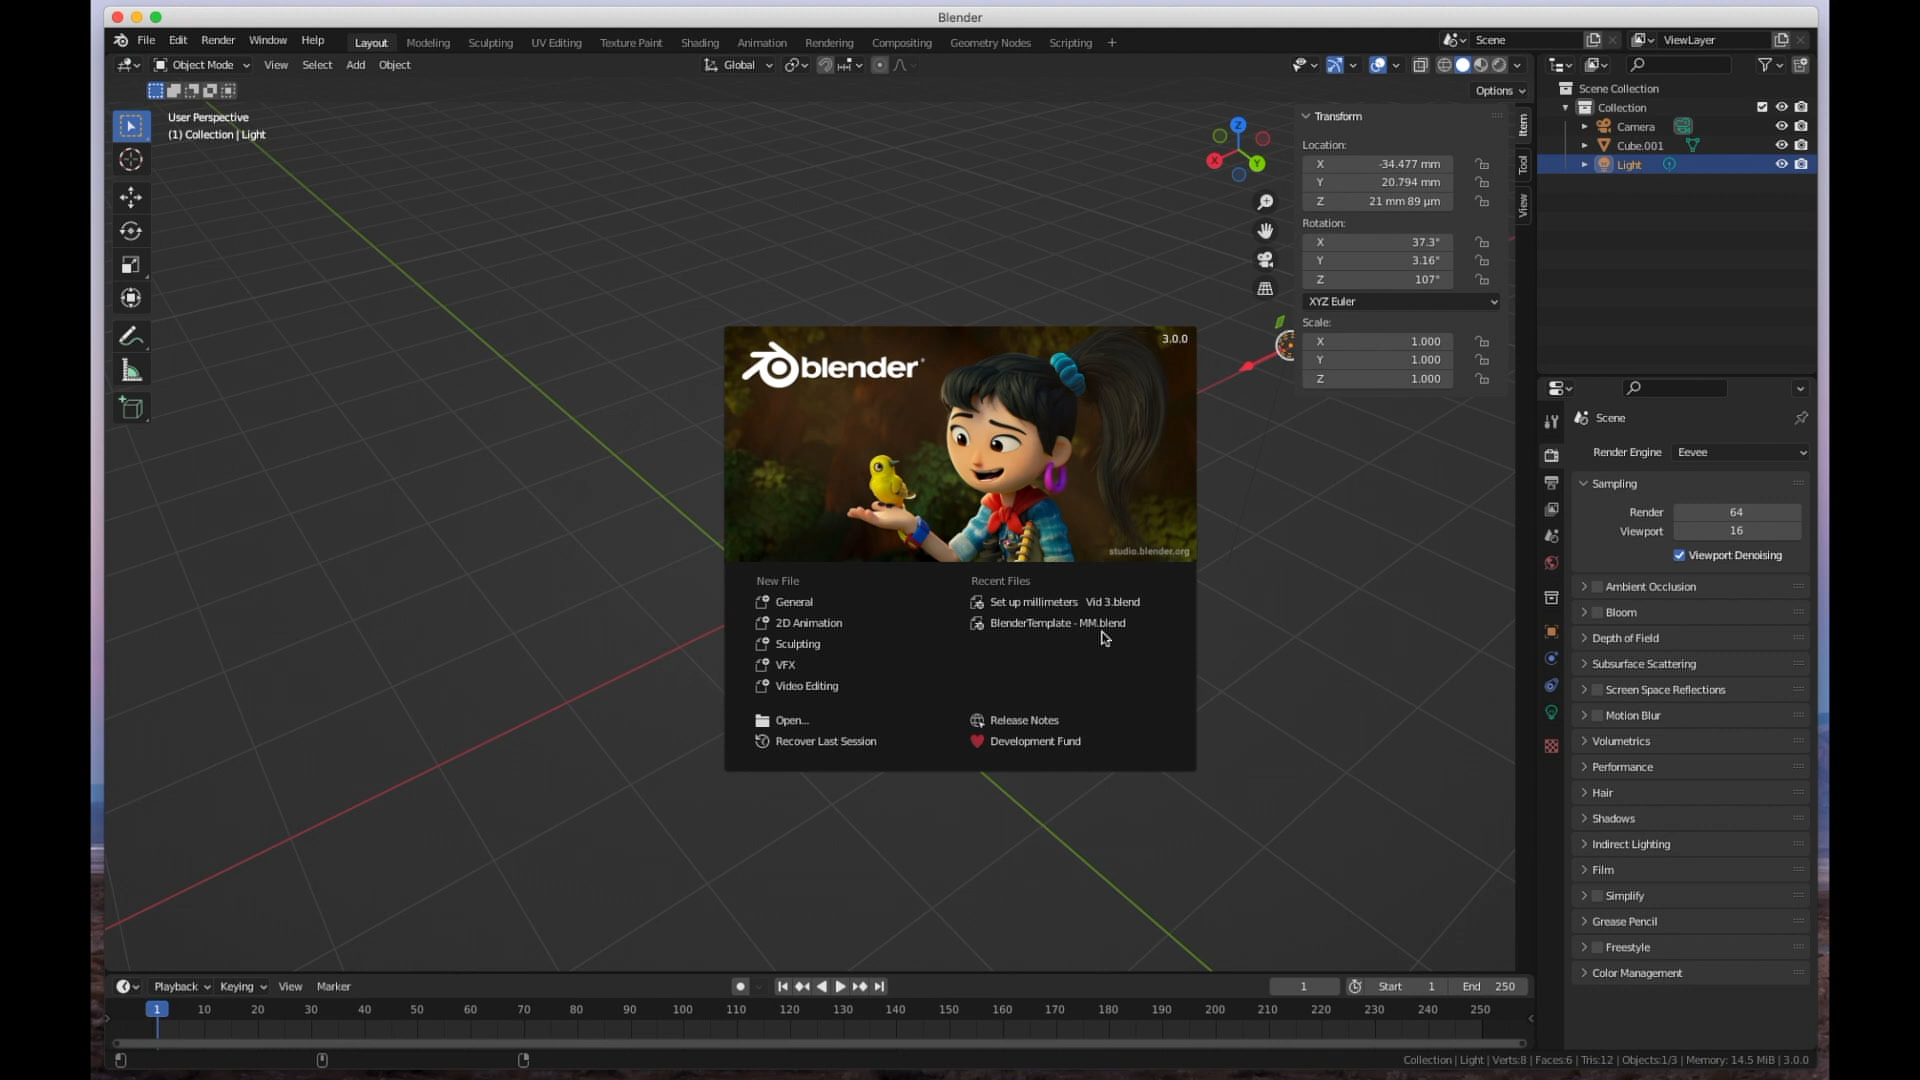 Blender
File Edit Render Window Help
Layout Modeling Sculpting UV Editing Texture Paint Shading Animation Rendering Compositing Geometry Nodes Scripting +
Scene ViewLayer
Object Mode View Select Add Object
Global
Options
User Perspective
(1) Collection | Light
Z
X
Y
Transform
Location:
X -34.477 mm
Y 20.794 mm
Z 21 mm 89 µm
Rotation:
X 37.3°
Y 3.16°
Z 107°
XYZ Euler
Scale:
X 1.000
Y 1.000
Z 1.000
Item
Tool
View
Scene Collection
Collection
Camera
Cube.001
Light
Scene
Render Engine Eevee
Sampling
Render 64
Viewport 16
Viewport Denoising
Ambient Occlusion
Bloom
Depth of Field
Subsurface Scattering
Screen Space Reflections
Motion Blur
Volumetrics
Performance
Hair
Shadows
Indirect Lighting
Film
Simplify
Grease Pencil
Freestyle
Color Management
3.0.0
blender
studio.blender.org
New File
General
2D Animation
Sculpting
VFX
Video Editing
Open...
Recover Last Session
Recent Files
Set up millimeters Vid 3.blend
BlenderTemplate - MM.blend
Release Notes
Development Fund
Playback Keying View Marker
1 Start 1 End 250
1 10 20 30 40 50 60 70 80 90 100 110 120 130 140 150 160 170 180 190 200 210 220 230 240 250
Collection | Light | Verts:8 | Faces:6 | Tris:12 | Objects:1/3 | Memory: 14.5 MiB | 3.0.0